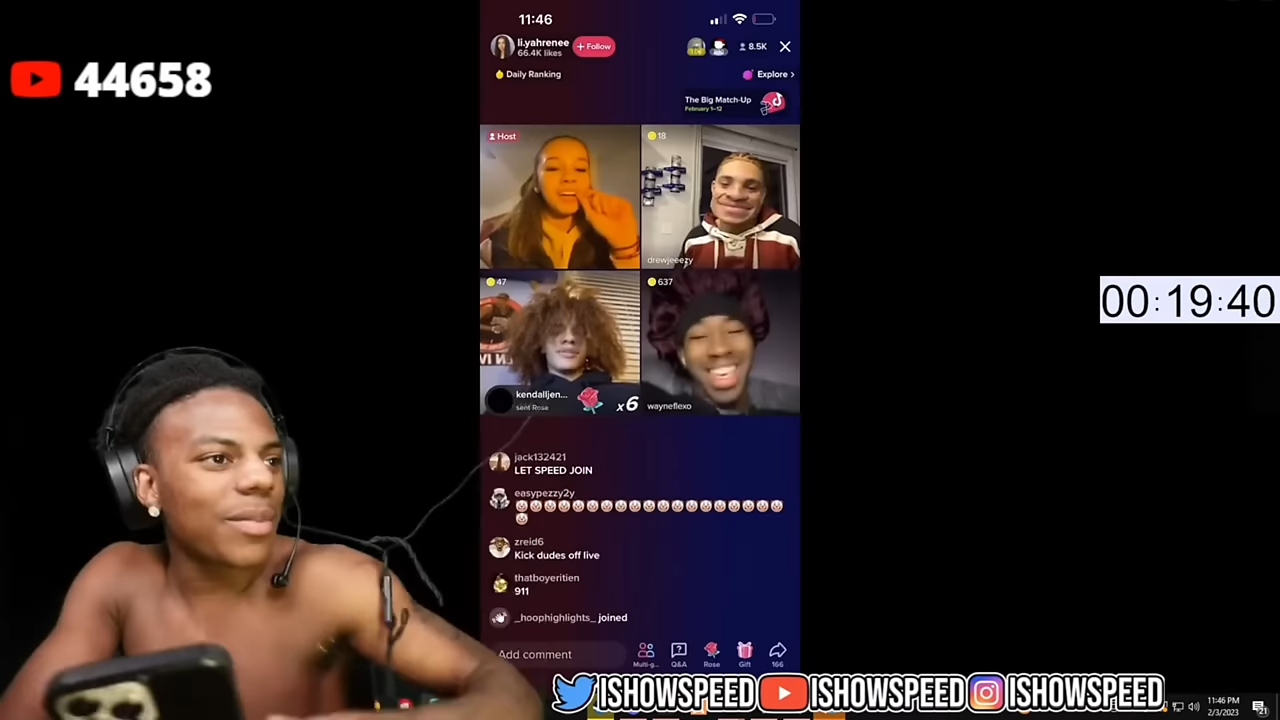 11:46
li.yahrenee
66.4K likes
+ Follow
8.5K
Daily Ranking
Explore >
The Big Match-Up
February 1-12
44658
Host
18
drewjeeezy
00:19:40
47
637
kendalljen...
sent Rose
x6
wayneflexo
jack132421
LET SPEED JOIN
easypezzy2y
zreid6
Kick dudes off live
thatboyeritien
911
_hoophighlights_ joined
Add comment
Multi-g...
Q&A
Rose
Gift
166
ISHOWSPEED
ISHOWSPEED
ISHOWSPEED
11:46 PM
2/3/2023